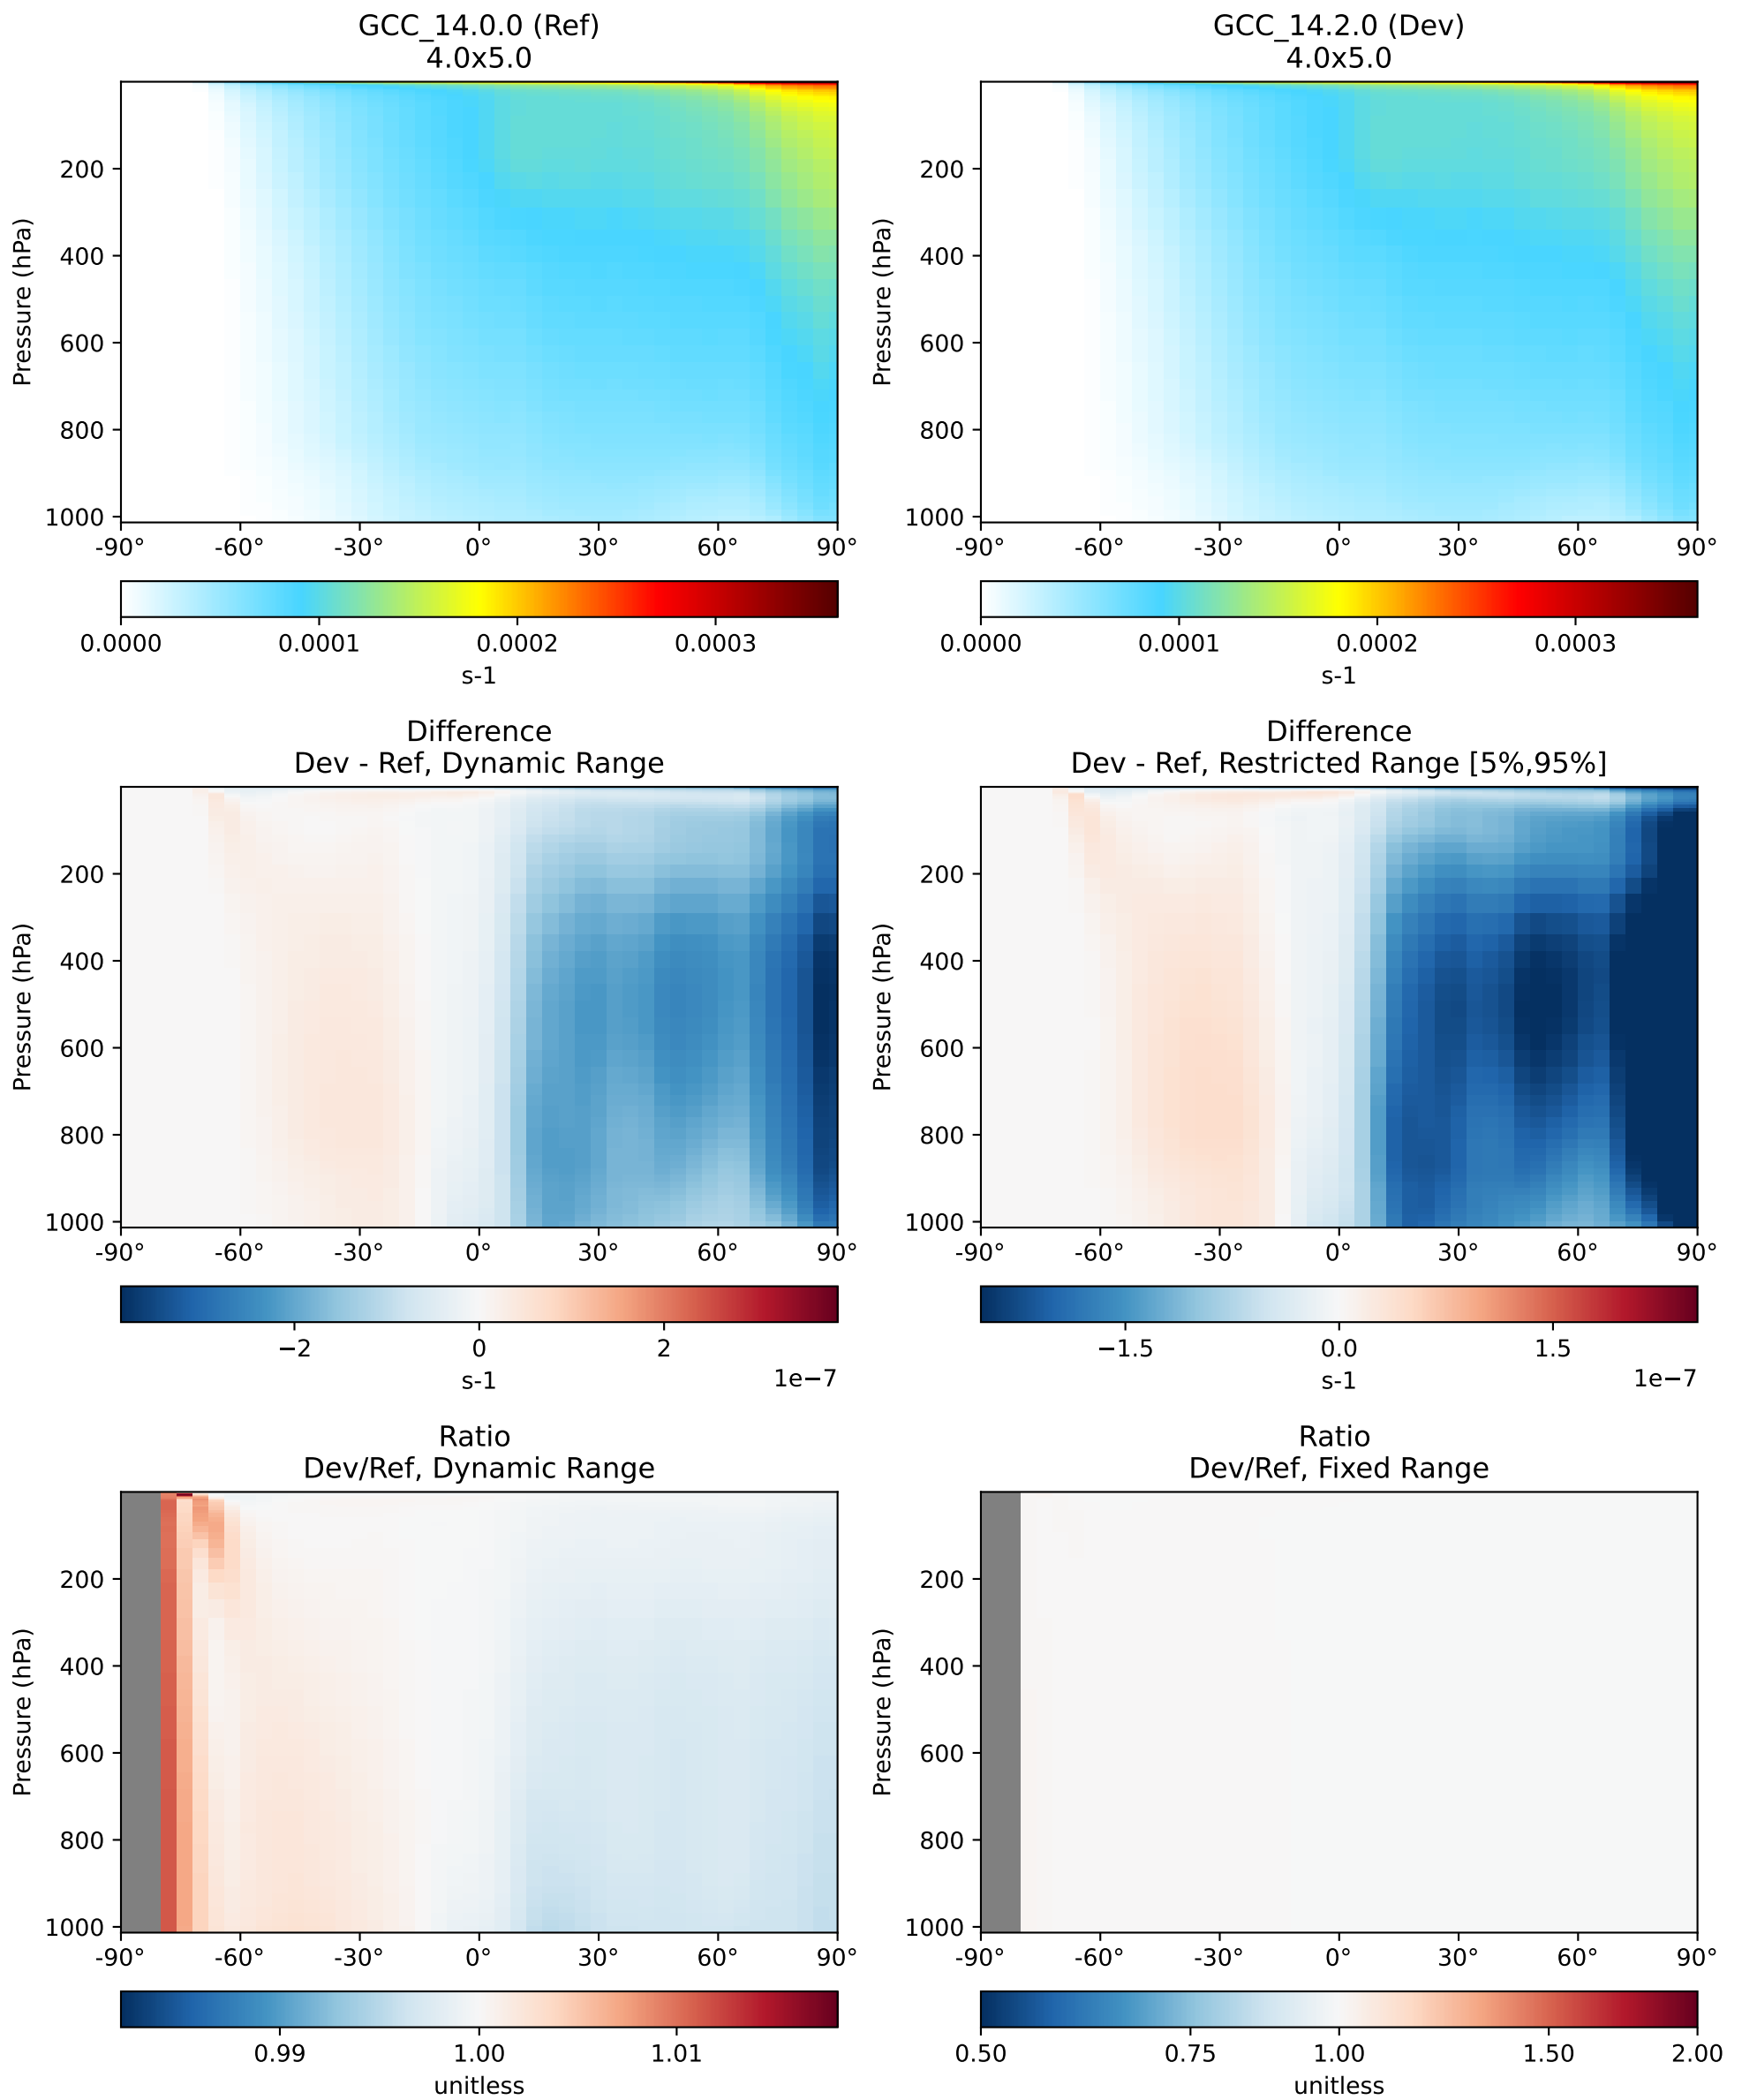 GCC_14.0.0 (Ref)
4.0x5.0
GCC_14.2.0 (Dev)
4.0x5.0
Pressure (hPa)
200
400
600
800
1000
-90° -60° -30° 0° 30° 60° 90°
0.0000 0.0001 0.0002 0.0003
s-1
Pressure (hPa)
200
400
600
800
1000
-90° -60° -30° 0° 30° 60° 90°
0.0000 0.0001 0.0002 0.0003
s-1
Difference
Dev - Ref, Dynamic Range
Pressure (hPa)
200
400
600
800
1000
-90° -60° -30° 0° 30° 60° 90°
−2 0 2
s-1
1e−7
Difference
Dev - Ref, Restricted Range [5%,95%]
Pressure (hPa)
200
400
600
800
1000
-90° -60° -30° 0° 30° 60° 90°
−1.5 0.0 1.5
s-1
1e−7
Ratio
Dev/Ref, Dynamic Range
Pressure (hPa)
200
400
600
800
1000
-90° -60° -30° 0° 30° 60° 90°
0.99 1.00 1.01
unitless
Ratio
Dev/Ref, Fixed Range
Pressure (hPa)
200
400
600
800
1000
-90° -60° -30° 0° 30° 60° 90°
0.50 0.75 1.00 1.50 2.00
unitless